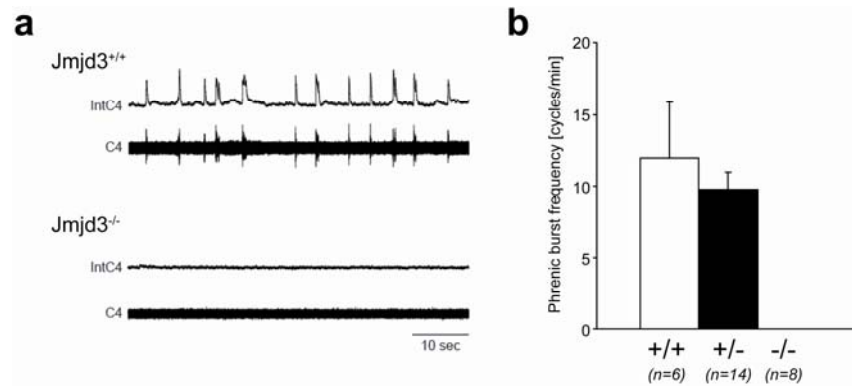 a
Jmjd3+/+
IntC4
C4
Jmjd3-/-
IntC4
C4
10 sec
b
Phrenic burst frequency [cycles/min]
20
15
10
5
0
+/+ +/- -/-
(n=6) (n=14) (n=8)